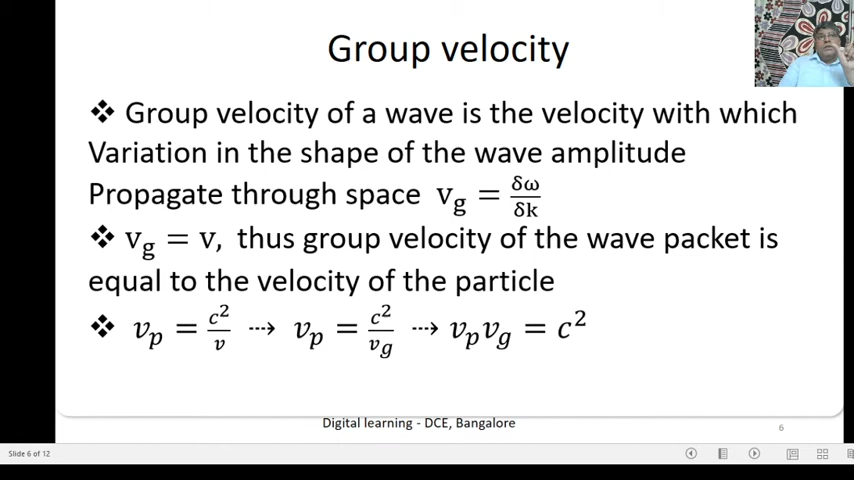 Group velocity
❖ Group velocity of a wave is the velocity with which
Variation in the shape of the wave amplitude
Propagate through space v_g = δω/δk
❖ v_g = v, thus group velocity of the wave packet is
equal to the velocity of the particle
❖ v_p = c²/v ⇢ v_p = c²/v_g ⇢ v_p v_g = c²
Digital learning - DCE, Bangalore
6
Slide 6 of 12